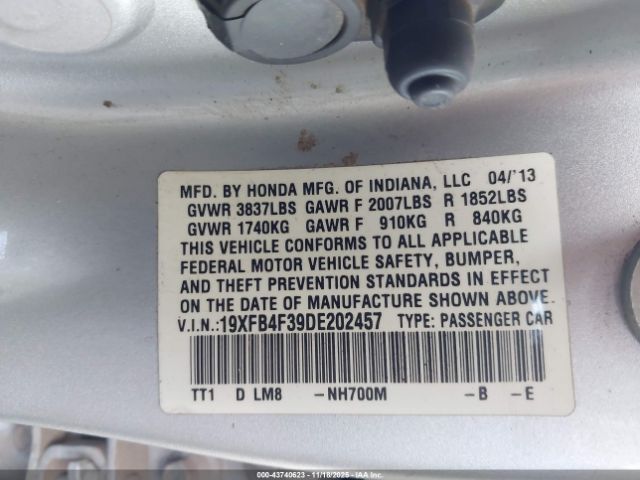 MFD. BY HONDA MFG. OF INDIANA, LLC 04/'13
GVWR 3837LBS GAWR F 2007LBS R 1852LBS
GVWR 1740KG GAWR F 910KG R 840KG
THIS VEHICLE CONFORMS TO ALL APPLICABLE
FEDERAL MOTOR VEHICLE SAFETY, BUMPER,
AND THEFT PREVENTION STANDARDS IN EFFECT
ON THE DATE OF MANUFACTURE SHOWN ABOVE.
V.I.N.:19XFB4F39DE202457 TYPE: PASSENGER CAR
TT1 D LM8 -NH700M -B -E
000-43740623 - 11/18/2025 - IAAI.COM